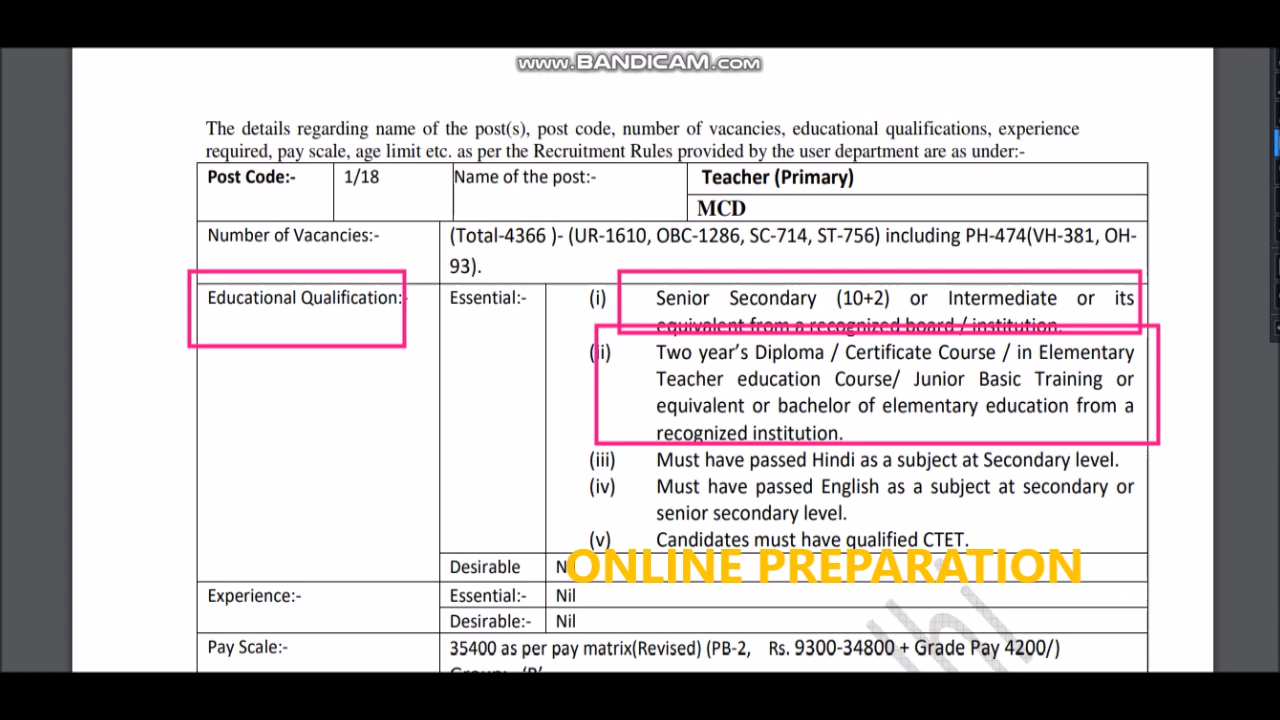 www.BANDICAM.com
The details regarding name of the post(s), post code, number of vacancies, educational qualifications, experience
required, pay scale, age limit etc. as per the Recruitment Rules provided by the user department are as under:-
Post Code:- 1/18 Name of the post:- Teacher (Primary)
MCD
Number of Vacancies:- (Total-4366 )- (UR-1610, OBC-1286, SC-714, ST-756) including PH-474(VH-381, OH-
93).
Educational Qualification:- Essential:- (i) Senior Secondary (10+2) or Intermediate or its
equivalent from a recognized board / institution.
(ii) Two year's Diploma / Certificate Course / in Elementary
Teacher education Course/ Junior Basic Training or
equivalent or bachelor of elementary education from a
recognized institution.
(iii) Must have passed Hindi as a subject at Secondary level.
(iv) Must have passed English as a subject at secondary or
senior secondary level.
(v) Candidates must have qualified CTET.
Desirable Nil
ONLINE PREPARATION
Experience:- Essential:- Nil
Desirable:- Nil
Pay Scale:- 35400 as per pay matrix(Revised) (PB-2, Rs. 9300-34800 + Grade Pay 4200/)